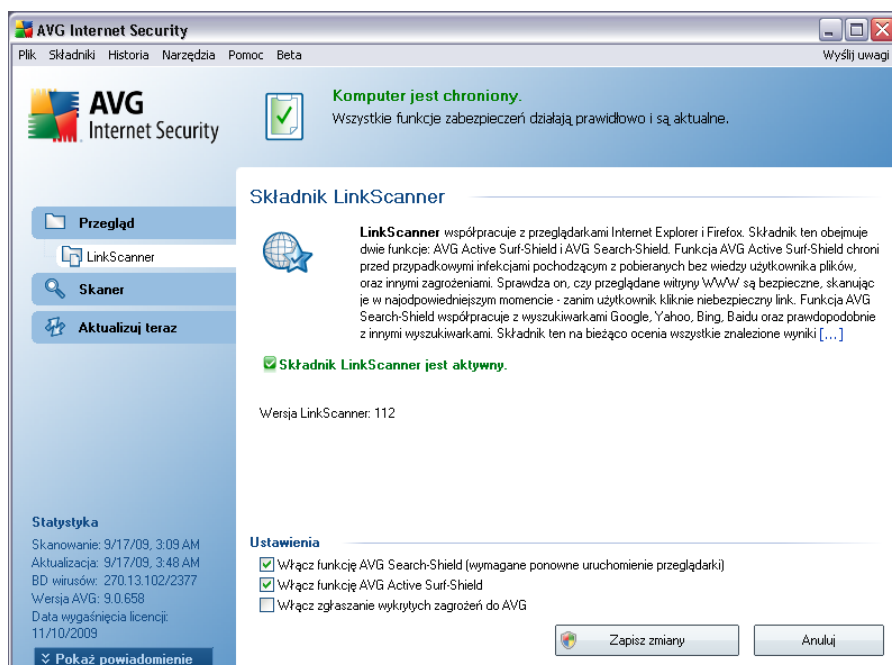 AVG Internet Security
Plik Składniki Historia Narzędzia Pomoc Beta Wyślij uwagi
AVG
Internet Security
Komputer jest chroniony.
Wszystkie funkcje zabezpieczeń działają prawidłowo i są aktualne.
Przegląd
LinkScanner
Skaner
Aktualizuj teraz
Składnik LinkScanner
LinkScanner współpracuje z przeglądarkami Internet Explorer i Firefox. Składnik ten obejmuje
dwie funkcje: AVG Active Surf-Shield i AVG Search-Shield. Funkcja AVG Active Surf-Shield chroni
przed przypadkowymi infekcjami pochodzącym z pobieranych bez wiedzy użytkownika plików,
oraz innymi zagrożeniami. Sprawdza on, czy przeglądane witryny WWW są bezpieczne, skanując
je w najodpowiedniejszym momencie - zanim użytkownik kliknie niebezpieczny link. Funkcja AVG
Search-Shield współpracuje z wyszukiwarkami Google, Yahoo, Bing, Baidu oraz prawdopodobnie
z innymi wyszukiwarkami. Składnik ten na bieżąco ocenia wszystkie znalezione wyniki [...]
Składnik LinkScanner jest aktywny.
Wersja LinkScanner: 112
Statystyka
Skanowanie: 9/17/09, 3:09 AM
Aktualizacja: 9/17/09, 3:48 AM
BD wirusów: 270.13.102/2377
Wersja AVG: 9.0.658
Data wygaśnięcia licencji:
11/10/2009
Pokaż powiadomienie
Ustawienia
Włącz funkcję AVG Search-Shield (wymagane ponowne uruchomienie przeglądarki)
Włącz funkcję AVG Active Surf-Shield
Włącz zgłaszanie wykrytych zagrożeń do AVG
Zapisz zmiany
Anuluj